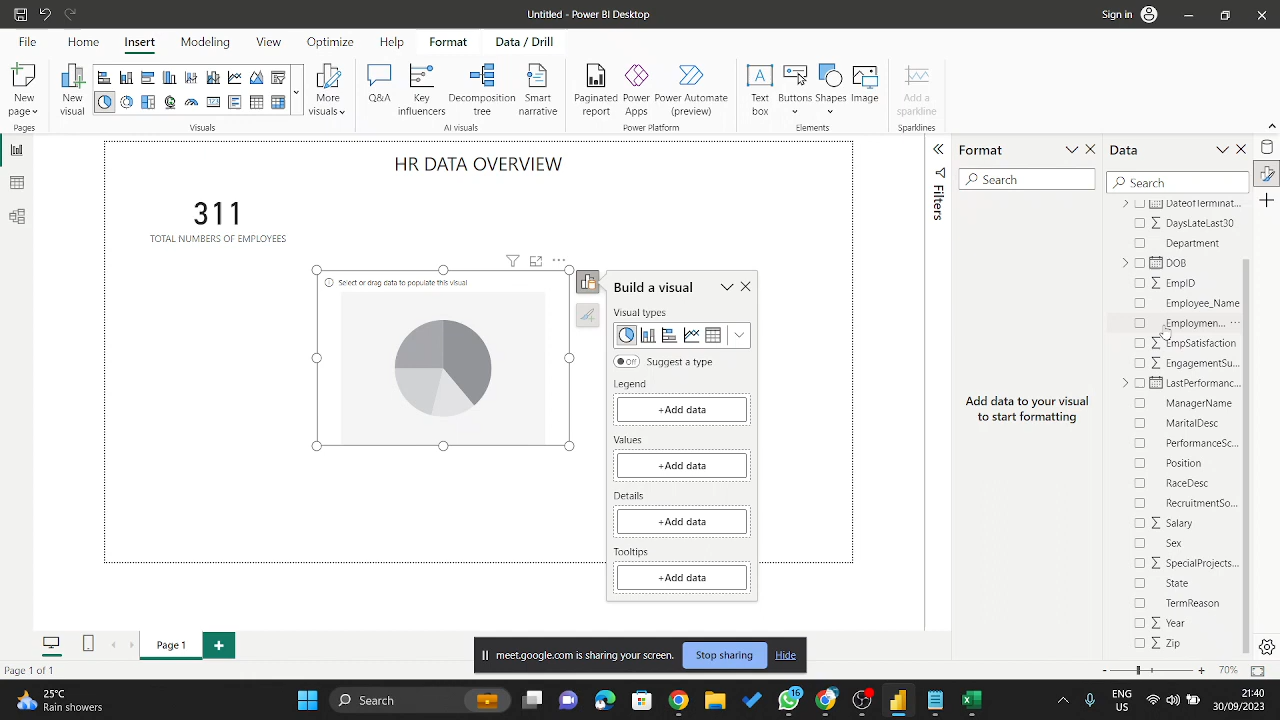 Untitled - Power BI Desktop
Sign in
File
Home
Insert
Modeling
View
Optimize
Help
Format
Data / Drill
New
page
New
visual
More
visuals
Q&A
Key
influencers
Decomposition
tree
Smart
narrative
Paginated
report
Power
Apps
Power Automate
(preview)
Text
box
Buttons
Shapes
Image
Add a
sparkline
Pages
Visuals
AI visuals
Power Platform
Elements
Sparklines
HR DATA OVERVIEW
311
TOTAL NUMBERS OF EMPLOYEES
Select or drag data to populate this visual
Build a visual
Visual types
Off
Suggest a type
Legend
+Add data
Values
+Add data
Details
+Add data
Tooltips
+Add data
Filters
Format
Search
Add data to your visual
to start formatting
Data
Search
DateofTerminat...
DaysLateLast30
Department
DOB
EmpID
Employee_Name
Employmen... ...
EmpSatisfaction
EngagementSu...
LastPerformanc...
ManagerName
MaritalDesc
PerformanceSc...
Position
RaceDesc
RecruitmentSo...
Salary
Sex
SpecialProjects...
State
TermReason
Year
Zip
Page 1
+
meet.google.com is sharing your screen.
Stop sharing
Hide
Page 1 of 1
- + 70%
25°C
Rain showers
Search
16
ENG
US
21:40
30/09/2023